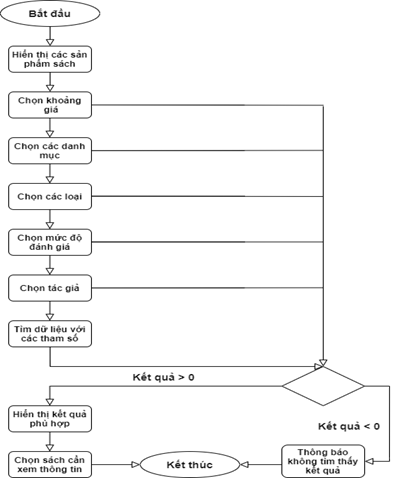 Bắt đầu
Hiển thị các sản
phẩm sách
Chọn khoảng
giá
Chọn các danh
mục
Chọn các loại
Chọn mức độ
đánh giá
Chọn tác giả
Tìm dữ liệu với
các tham số
Kết quả > 0
Hiển thị kết quả
phù hợp
Kết quả < 0
Chọn sách cần
xem thông tin
Kết thúc
Thông báo
không tìm thấy
kết quả